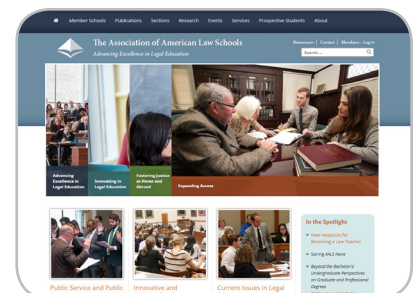 Member Schools Publications Sections Research Events Services Prospective Students About
The Association of American Law Schools
Advancing Excellence in Legal Education
Newsroom | Contact | Members - Log in
Search...
Advancing
Excellence in
Legal Education
Innovating in
Legal Education
Fostering Justice
at Home and
Abroad
Expanding Access
Public Service and Public
Innovative and
Current Issues in Legal
In the Spotlight
New resources for
Becoming a Law Teacher
Spring AALS News
Beyond the Bachelor's:
Undergraduate Perspectives
on Graduate and Professional
Degrees